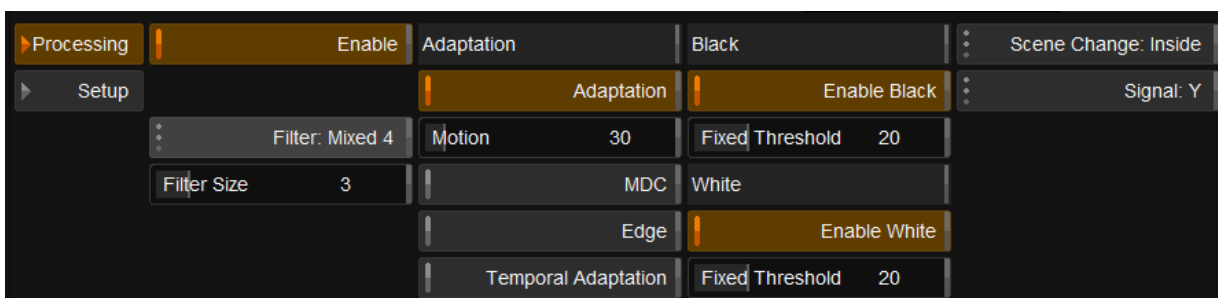 Processing
Enable
Adaptation
Black
Scene Change: Inside
Setup
Adaptation
Enable Black
Signal: Y
Filter: Mixed 4
Motion 30
Fixed Threshold 20
Filter Size 3
MDC
White
Edge
Enable White
Temporal Adaptation
Fixed Threshold 20